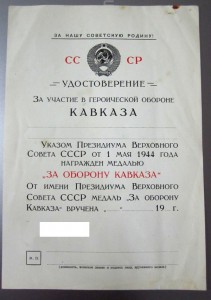 ЗА НАШУ СОВЕТСКУЮ РОДИНУ!
СС СР
УДОСТОВЕРЕНИЕ
ЗА УЧАСТИЕ В ГЕРОИЧЕСКОЙ ОБОРОНЕ
КАВКАЗА
УКАЗОМ ПРЕЗИДИУМА ВЕРХОВНОГО
СОВЕТА СССР ОТ 1 МАЯ 1944 ГОДА
НАГРАЖДЕН МЕДАЛЬЮ
„ЗА ОБОРОНУ КАВКАЗА"
ОТ ИМЕНИ ПРЕЗИДИУМА ВЕРХОВНОГО
СОВЕТА СССР МЕДАЛЬ „ЗА ОБОРОНУ
КАВКАЗА" ВРУЧЕНА „ " 19 г.